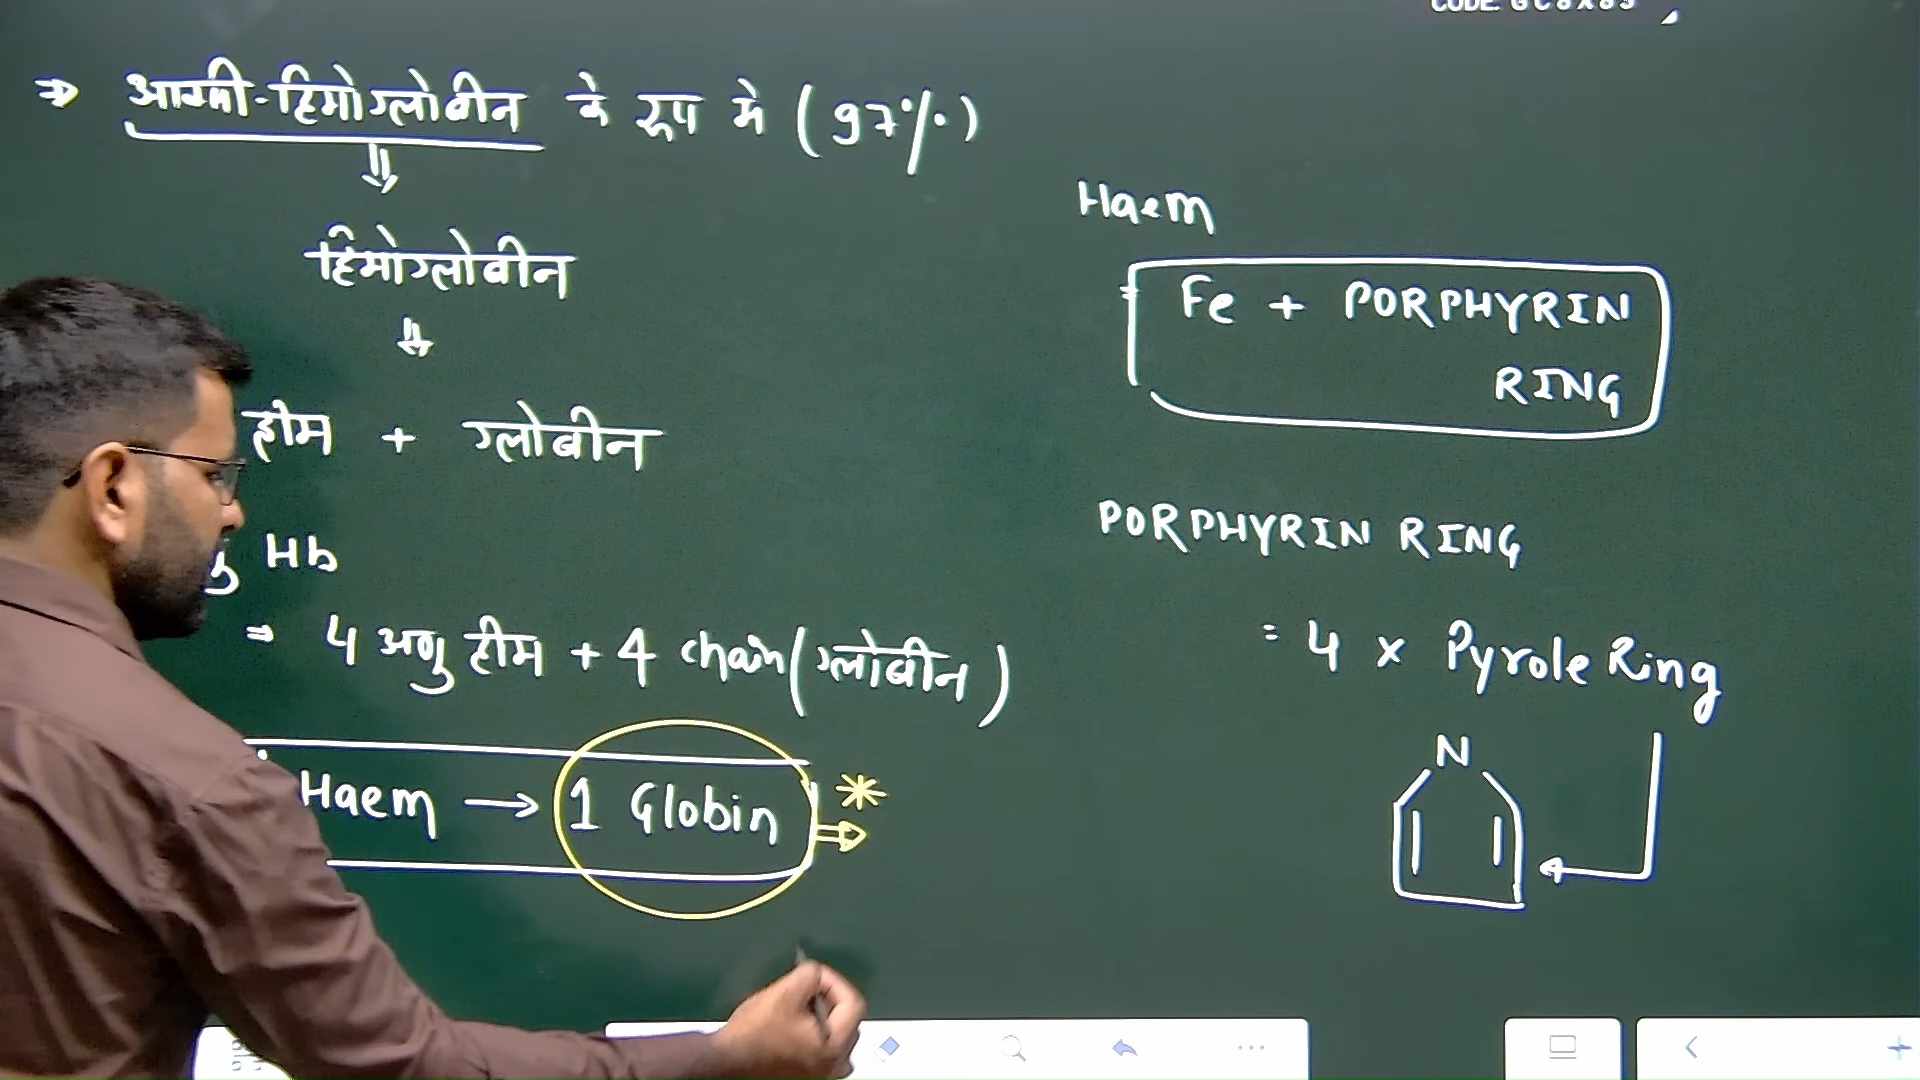 ⇒ आक्सी-हिमोग्लोबीन के रूप मे (97%)
हिमोग्लोबीन
हीम + ग्लोबीन
Hb
⇒ 4 अणु हीम + 4 chain (ग्लोबीन)
Haem → 1 Globin *
Haem
= Fe + PORPHYRIN
RING
PORPHYRIN RING
= 4 x Pyrole Ring
N